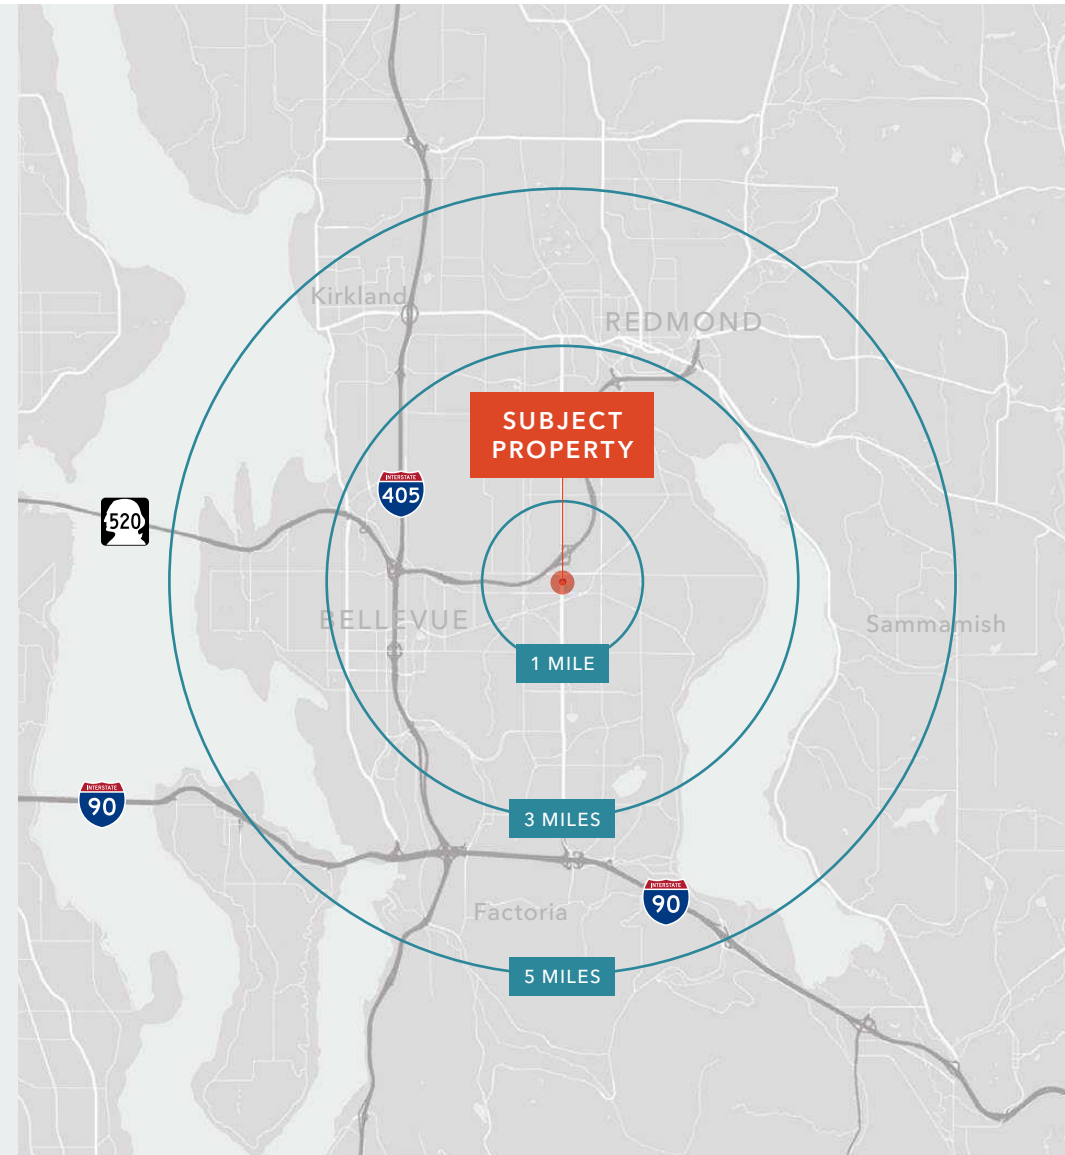 Kirkland
REDMOND
SUBJECT
PROPERTY
INTERSTATE
405
520
BELLEVUE
Sammamish
1 MILE
INTERSTATE
90
3 MILES
INTERSTATE
90
Factoria
5 MILES